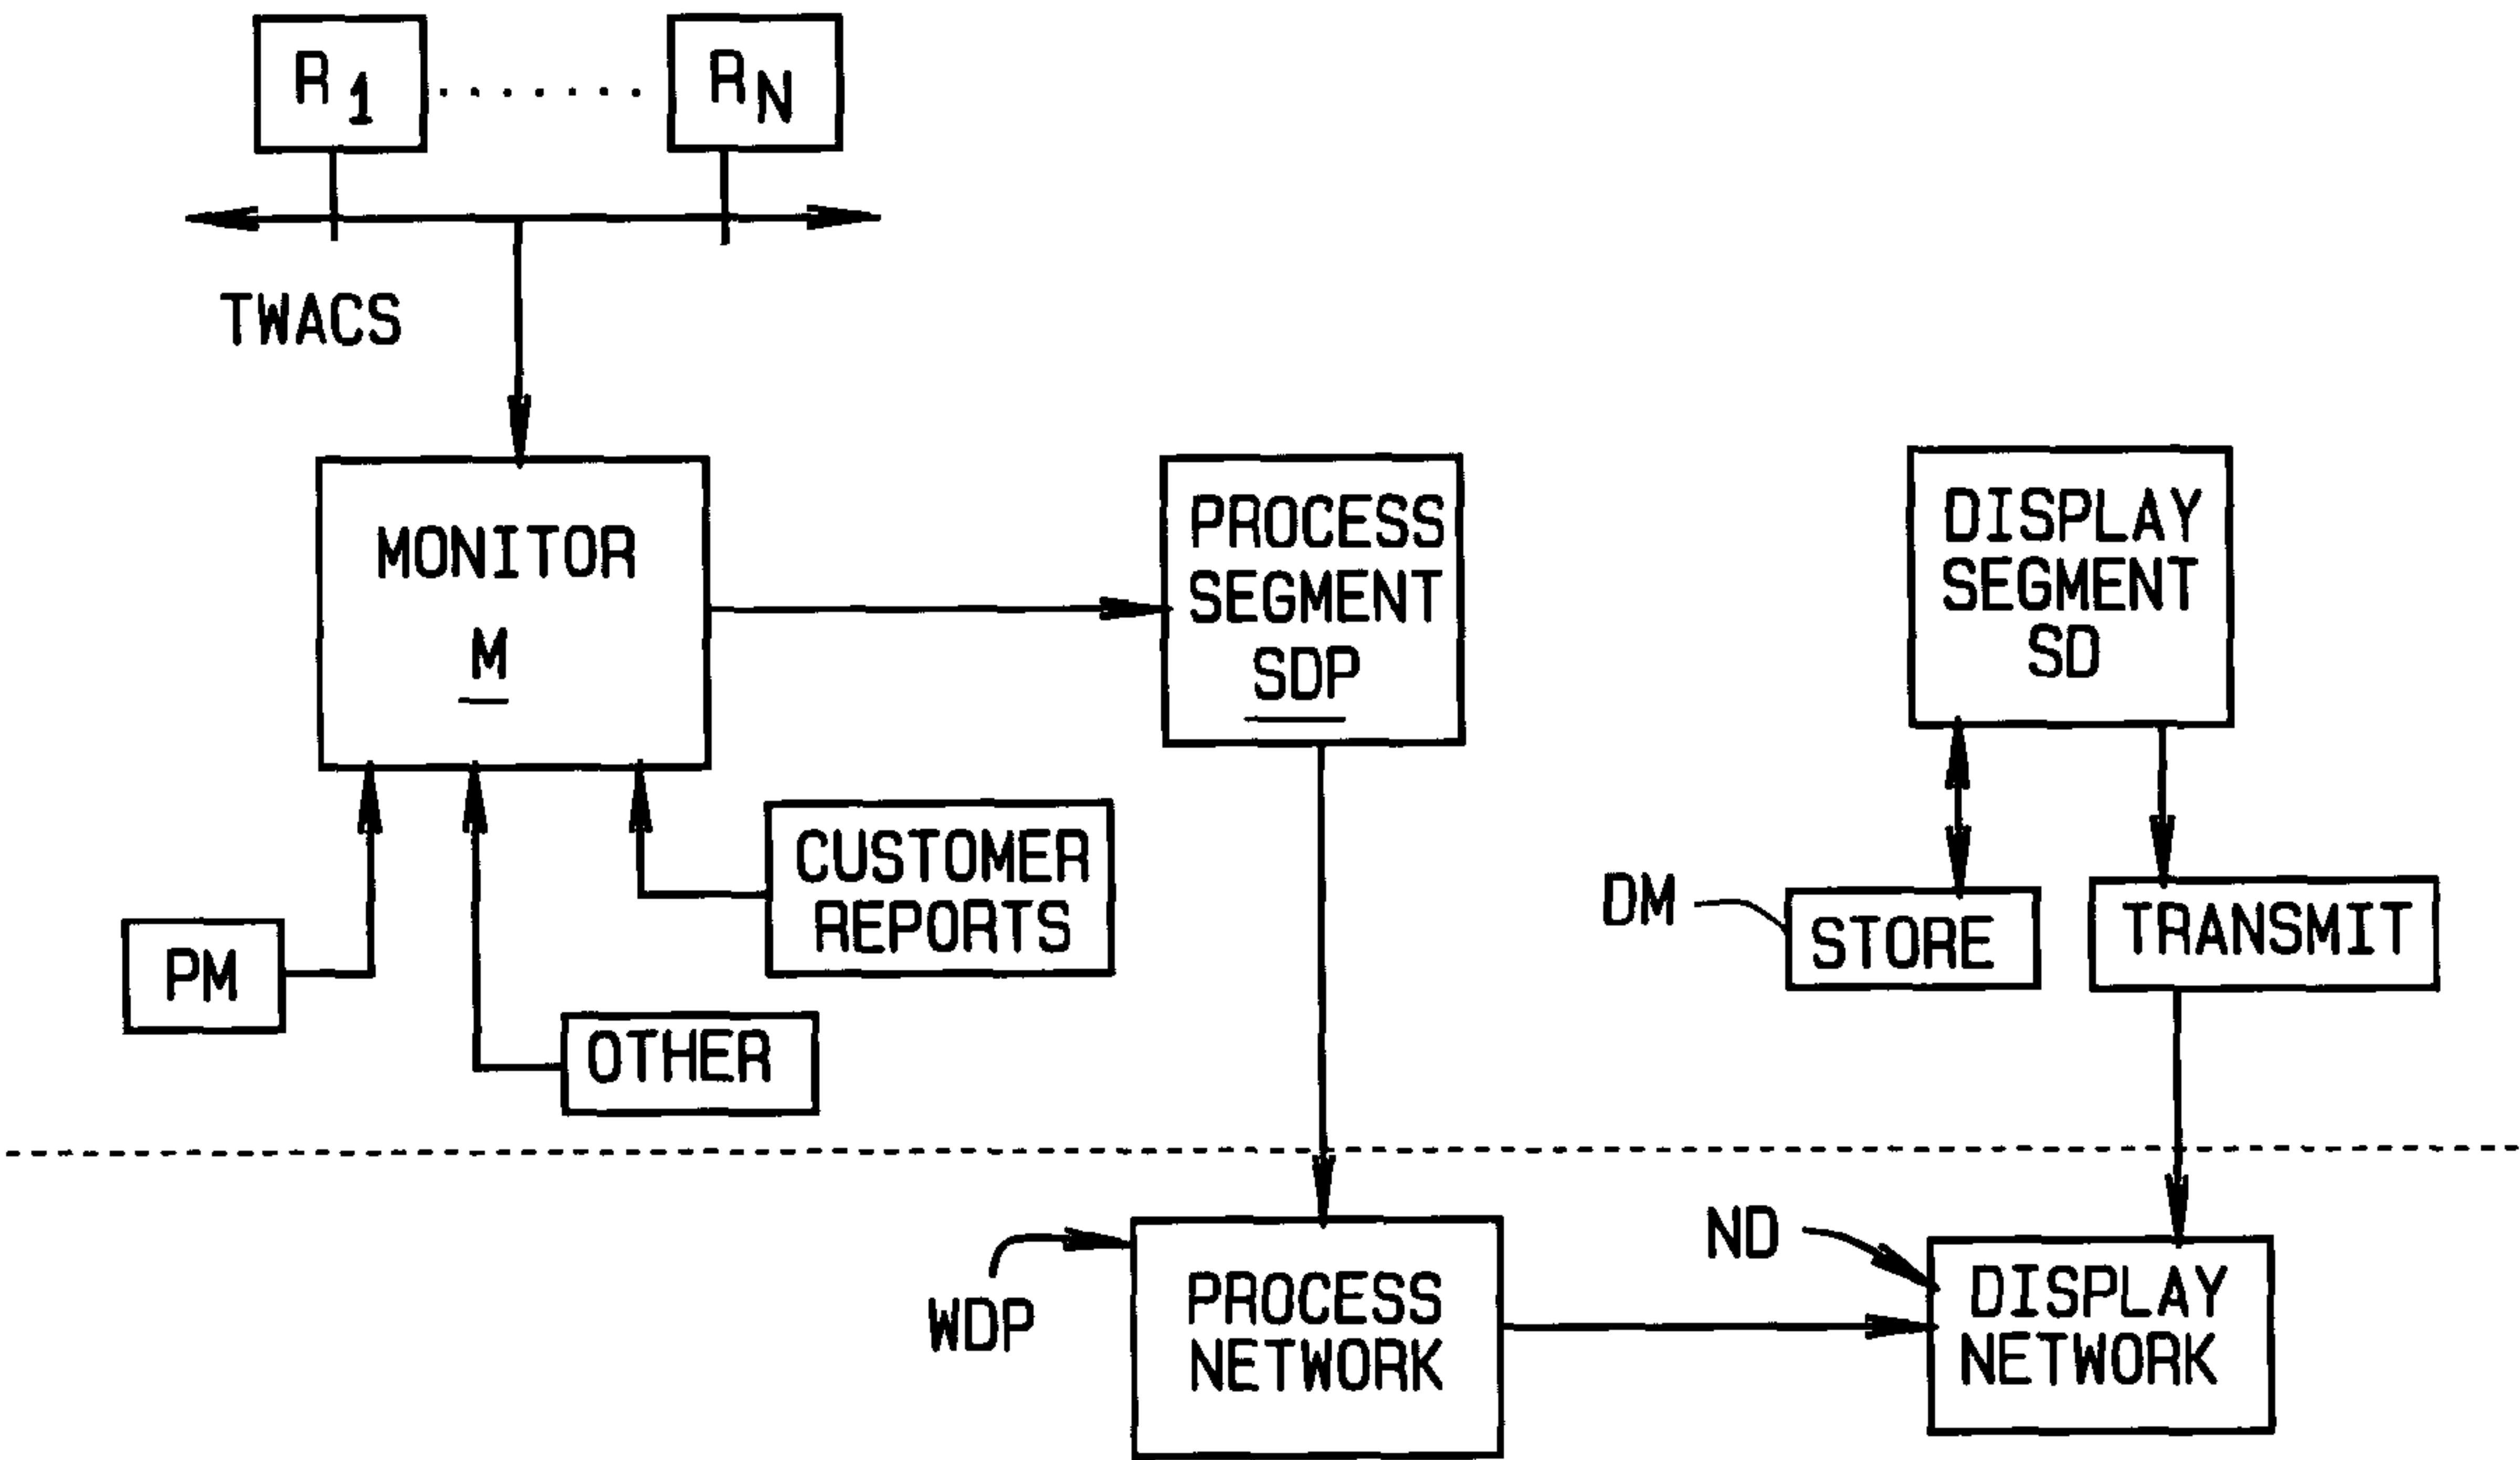 R1
RN
TWACS
MONITOR
M
PROCESS
SEGMENT
SDP
DISPLAY
SEGMENT
SD
CUSTOMER
REPORTS
PM
OTHER
DM
STORE
TRANSMIT
WDP
PROCESS
NETWORK
ND
DISPLAY
NETWORK